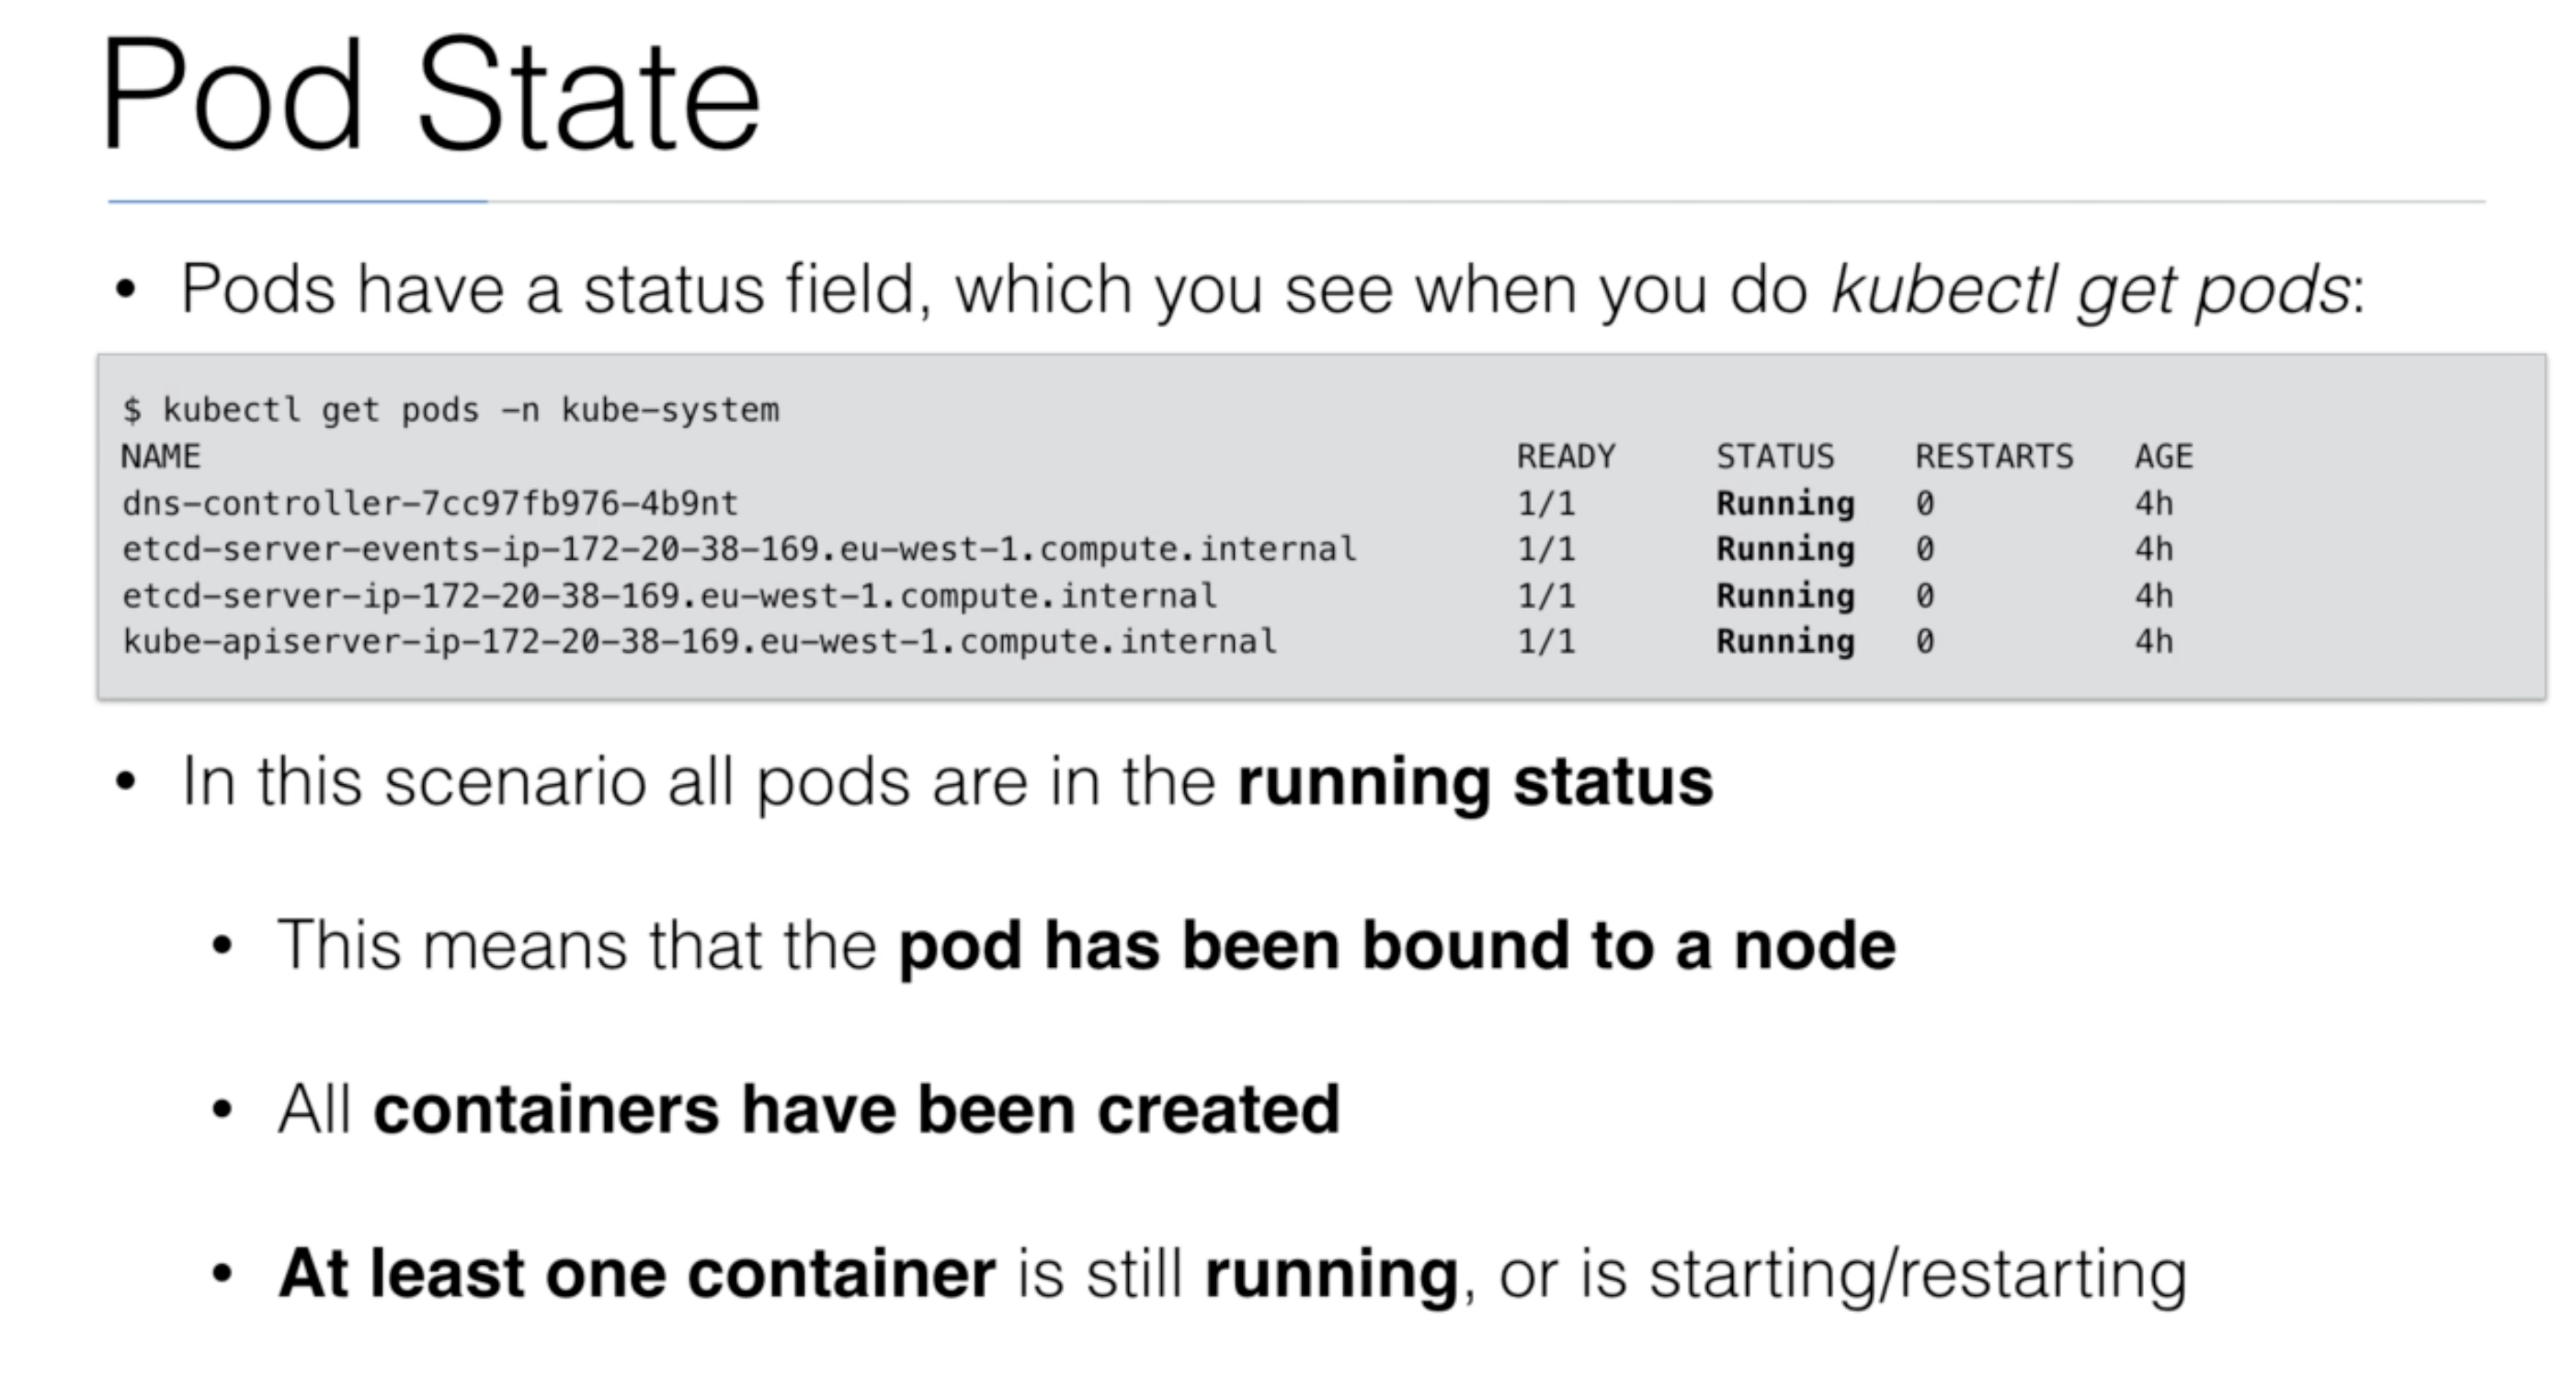 Pod State
• Pods have a status field, which you see when you do kubectl get pods:
$ kubectl get pods -n kube-system
NAME READY STATUS RESTARTS AGE
dns-controller-7cc97fb976-4b9nt 1/1 Running 0 4h
etcd-server-events-ip-172-20-38-169.eu-west-1.compute.internal 1/1 Running 0 4h
etcd-server-ip-172-20-38-169.eu-west-1.compute.internal 1/1 Running 0 4h
kube-apiserver-ip-172-20-38-169.eu-west-1.compute.internal 1/1 Running 0 4h
• In this scenario all pods are in the running status
• This means that the pod has been bound to a node
• All containers have been created
• At least one container is still running, or is starting/restarting